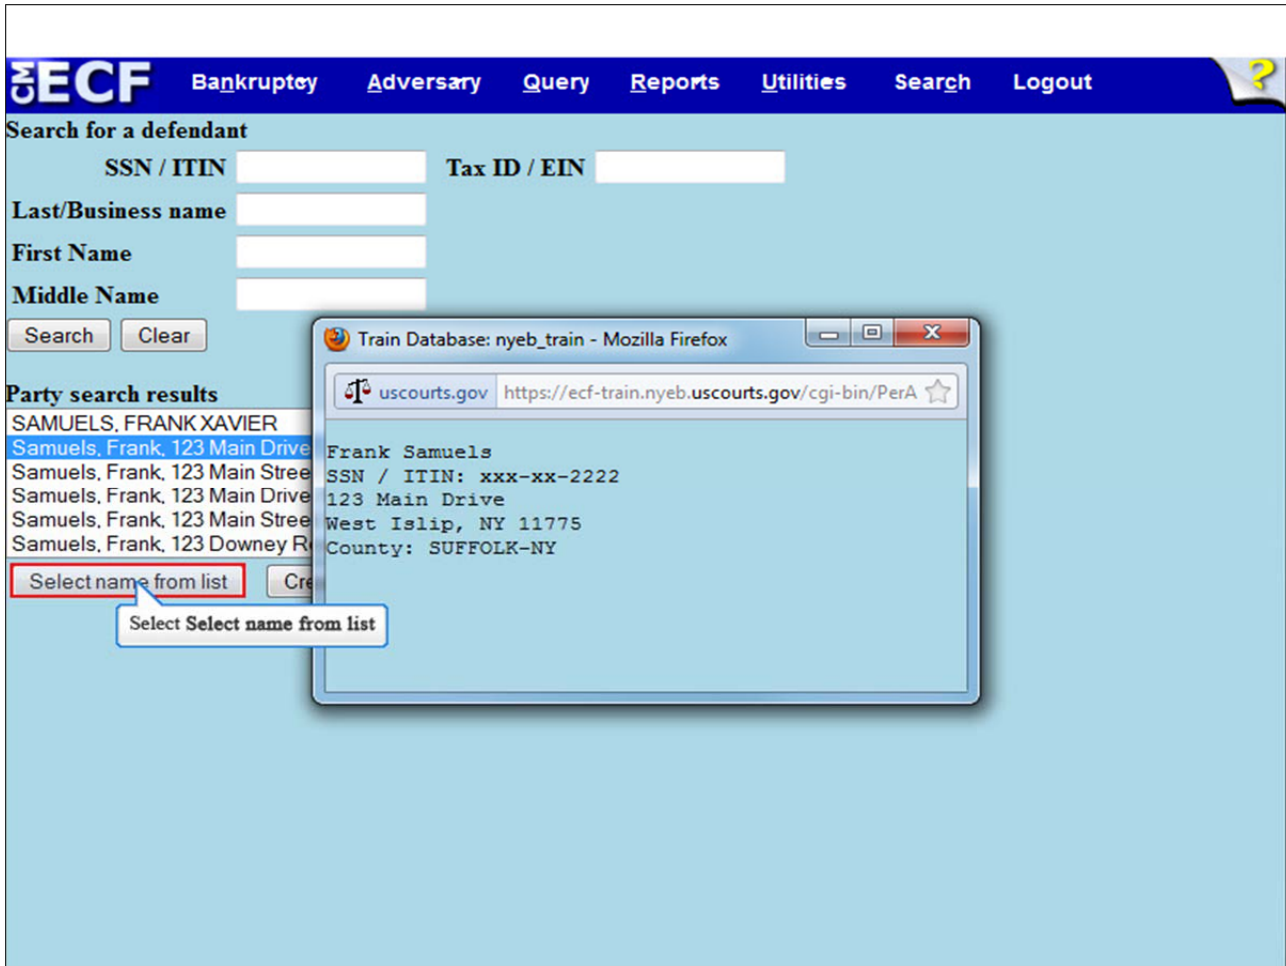 CM ECF Bankruptcy Adversary Query Reports Utilities Search Logout ?
Search for a defendant
SSN / ITIN Tax ID / EIN
Last/Business name
First Name
Middle Name
Search Clear
Party search results
SAMUELS, FRANK XAVIER
Samuels, Frank, 123 Main Drive
Samuels, Frank, 123 Main Stree
Samuels, Frank, 123 Main Drive
Samuels, Frank, 123 Main Stree
Samuels, Frank, 123 Downey R
Select name from list Cre
Select Select name from list
Train Database: nyeb_train - Mozilla Firefox
uscourts.gov https://ecf-train.nyeb.uscourts.gov/cgi-bin/PerA
Frank Samuels
SSN / ITIN: xxx-xx-2222
123 Main Drive
West Islip, NY 11775
County: SUFFOLK-NY